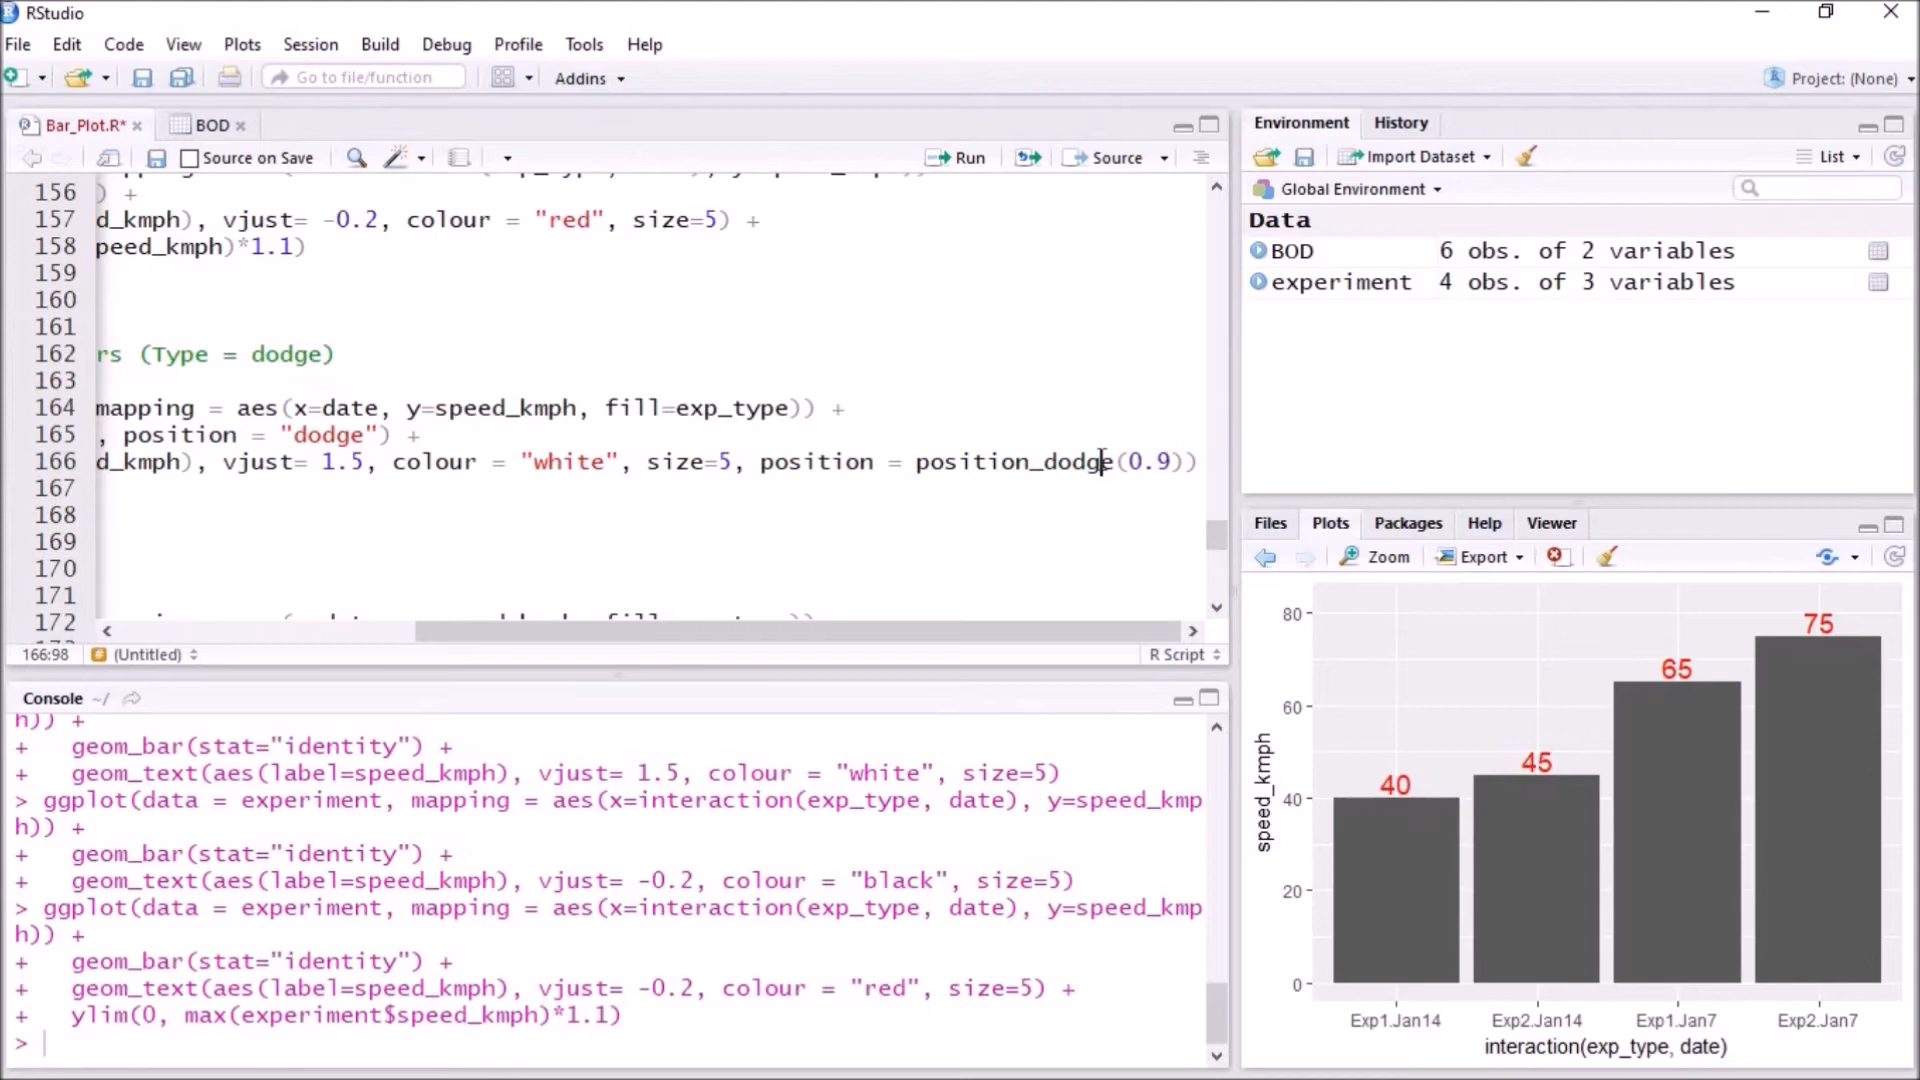 RStudio
File Edit Code View Plots Session Build Debug Profile Tools Help
Go to file/function Addins Project: (None)
Bar_Plot.R* BOD
Source on Save Run Source
156 ) +
157 d_kmph), vjust= -0.2, colour = "red", size=5) +
158 peed_kmph)*1.1)
159
160
161
162 rs (Type = dodge)
163
164 mapping = aes(x=date, y=speed_kmph, fill=exp_type)) +
165 , position = "dodge") +
166 d_kmph), vjust= 1.5, colour = "white", size=5, position = position_dodge(0.9))
167
168
169
170
171
172
166:98 (Untitled) R Script
Console ~/
h)) +
+ geom_bar(stat="identity") +
+ geom_text(aes(label=speed_kmph), vjust= 1.5, colour = "white", size=5)
> ggplot(data = experiment, mapping = aes(x=interaction(exp_type, date), y=speed_kmp
h)) +
+ geom_bar(stat="identity") +
+ geom_text(aes(label=speed_kmph), vjust= -0.2, colour = "black", size=5)
> ggplot(data = experiment, mapping = aes(x=interaction(exp_type, date), y=speed_kmp
h)) +
+ geom_bar(stat="identity") +
+ geom_text(aes(label=speed_kmph), vjust= -0.2, colour = "red", size=5) +
+ ylim(0, max(experiment$speed_kmph)*1.1)
>
Environment History
Import Dataset List
Global Environment
Data
BOD 6 obs. of 2 variables
experiment 4 obs. of 3 variables
Files Plots Packages Help Viewer
Zoom Export
80
60
40
20
0
speed_kmph
40 45 65 75
Exp1.Jan14 Exp2.Jan14 Exp1.Jan7 Exp2.Jan7
interaction(exp_type, date)